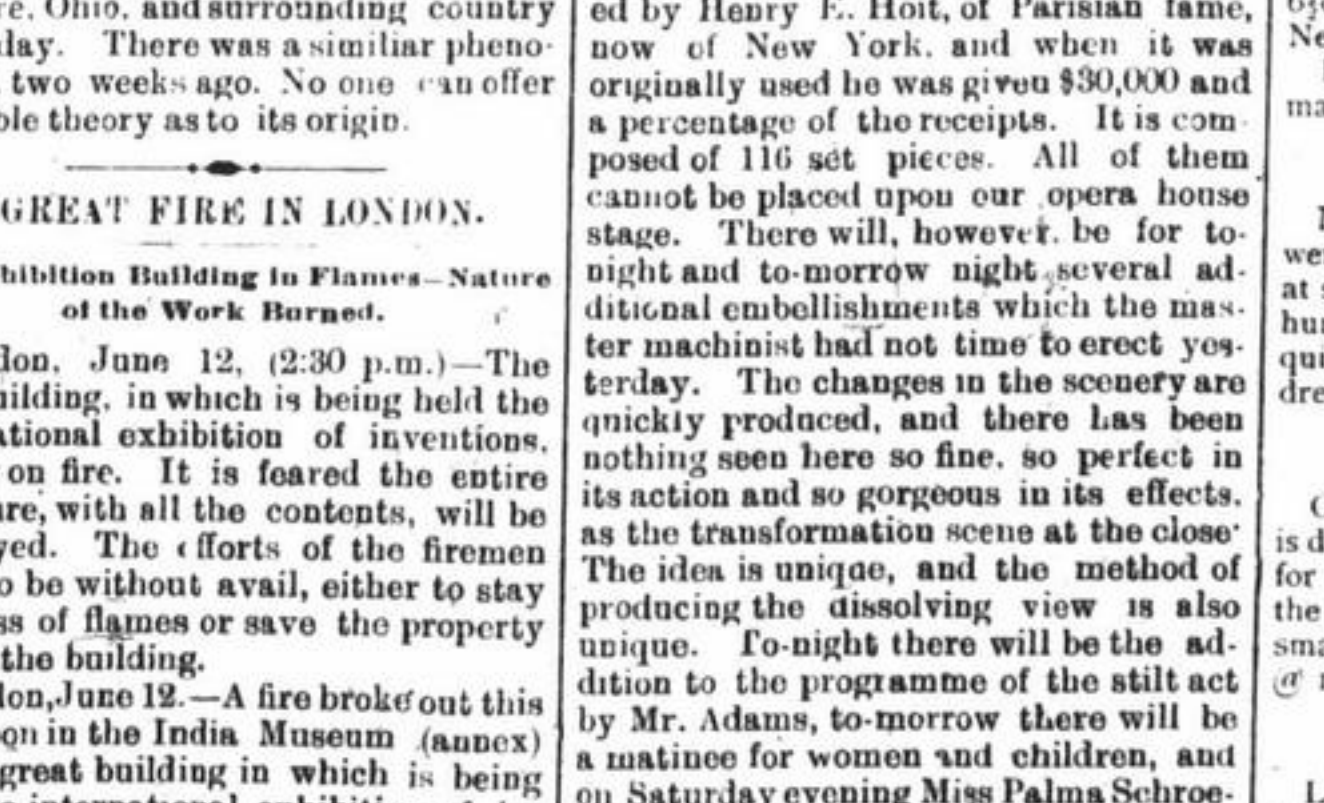 re, Ohio, and surrounding country
day. There was a similiar pheno-
two weeks ago. No one can offer
ble theory as to its origin.
GREAT FIRE IN LONDON.
hibition Building in Flames—Nature
of the Work Burned.
don, June 12, (2:30 p.m.)—The
uilding, in which is being held the
ational exhibition of inventions,
on fire. It is feared the entire
ure, with all the contents, will be
yed. The efforts of the firemen
o be without avail, either to stay
ss of flames or save the property
the building.
don, June 12.—A fire broke out this
on in the India Museum (annex)
great building in which is being
international exhibiti
ed by Henry E. Hoit, of Parisian fame,
now of New York, and when it was
originally used he was given $30,000 and
a percentage of the receipts. It is com-
posed of 116 set pieces. All of them
cannot be placed upon our opera house
stage. There will, however, be for to-
night and to-morrow night, several ad-
ditional embellishments which the mas-
ter machinist had not time to erect yes-
terday. The changes in the scenery are
quickly produced, and there has been
nothing seen here so fine, so perfect in
its action and so gorgeous in its effects,
as the transformation scene at the close·
The idea is unique, and the method of
producing the dissolving view is also
unique. To-night there will be the ad-
dition to the programme of the stilt act
by Mr. Adams, to-morrow there will be
a matinee for women and children, and
on Saturday evening Miss Palma Schroe-
Ne
ma
we
at
hu
qui
dre
is d
for
the
sma
@